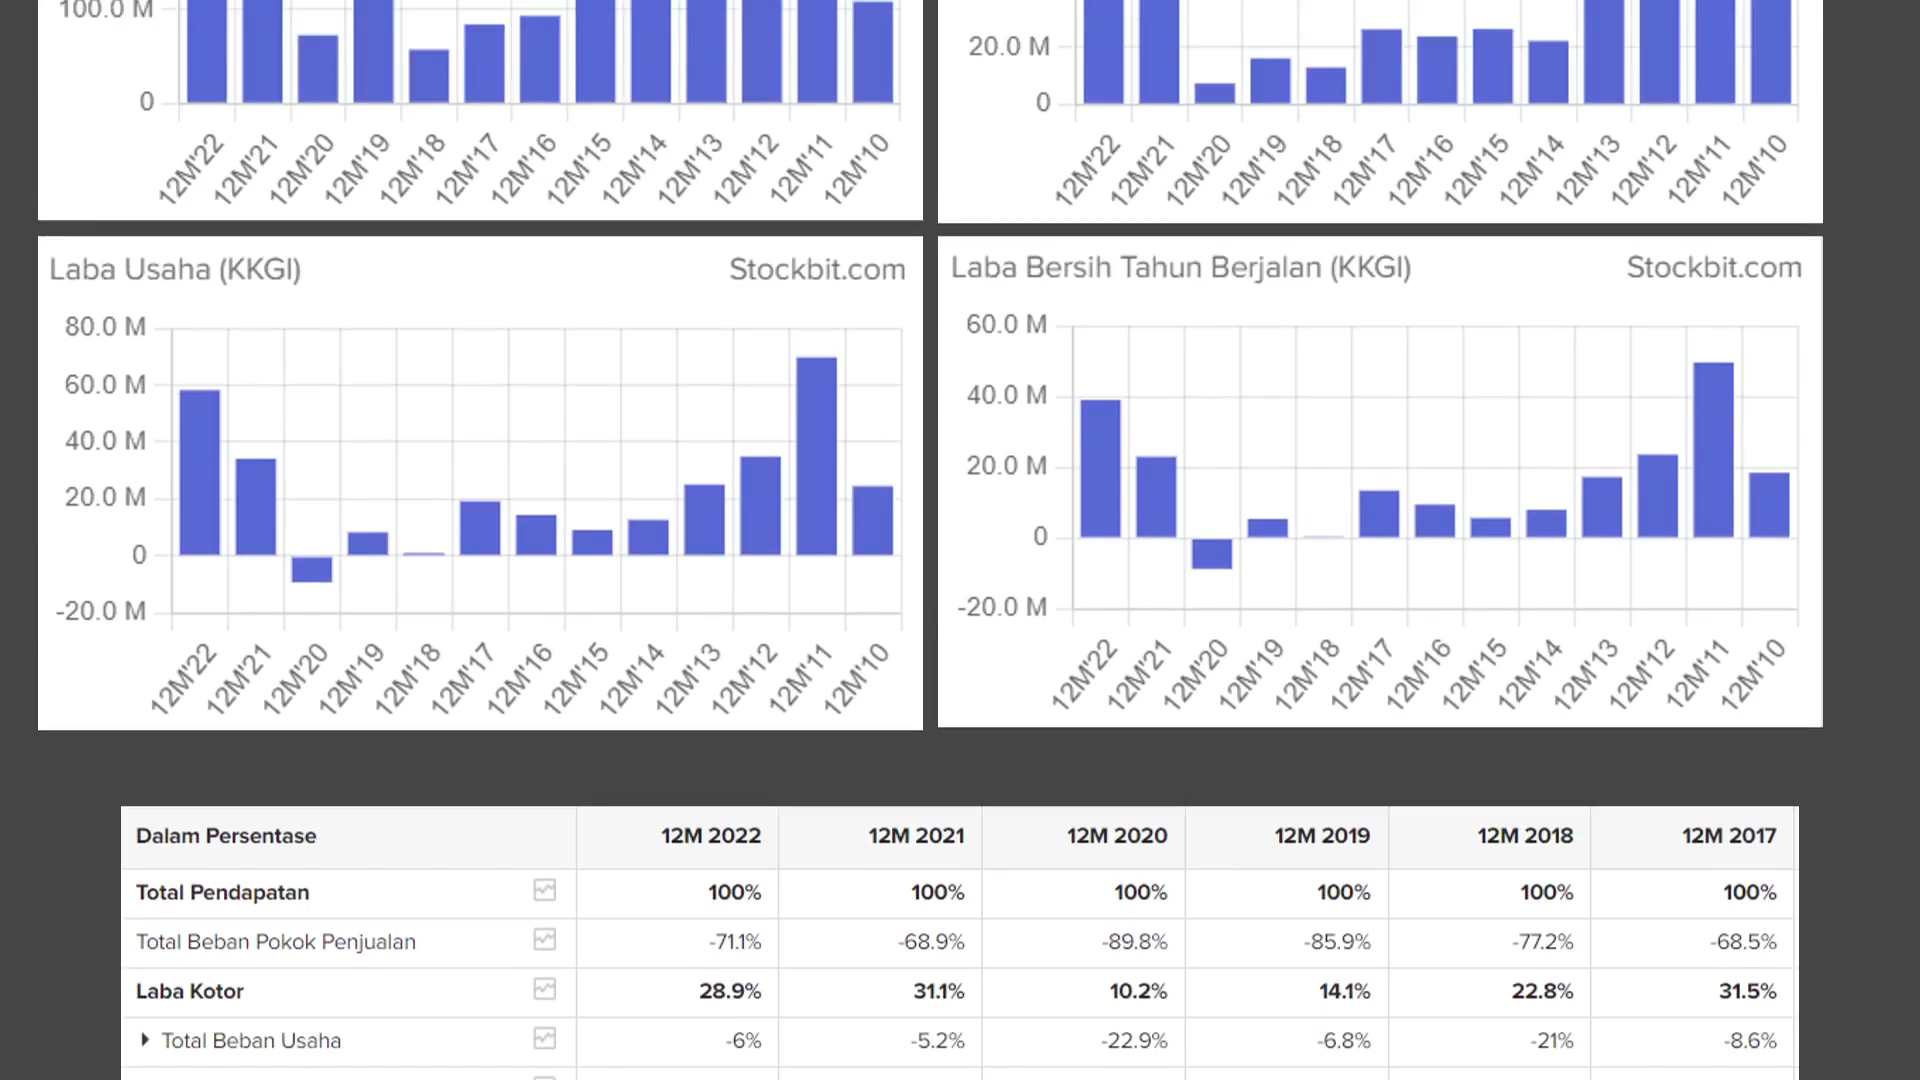 100.0 M
0
12M'22 12M'21 12M'20 12M'19 12M'18 12M'17 12M'16 12M'15 12M'14 12M'13 12M'12 12M'11 12M'10
20.0 M
0
12M'22 12M'21 12M'20 12M'19 12M'18 12M'17 12M'16 12M'15 12M'14 12M'13 12M'12 12M'11 12M'10
Laba Usaha (KKGI) Stockbit.com
80.0 M
60.0 M
40.0 M
20.0 M
0
-20.0 M
12M'22 12M'21 12M'20 12M'19 12M'18 12M'17 12M'16 12M'15 12M'14 12M'13 12M'12 12M'11 12M'10
Laba Bersih Tahun Berjalan (KKGI) Stockbit.com
60.0 M
40.0 M
20.0 M
0
-20.0 M
12M'22 12M'21 12M'20 12M'19 12M'18 12M'17 12M'16 12M'15 12M'14 12M'13 12M'12 12M'11 12M'10
Dalam Persentase 12M 2022 12M 2021 12M 2020 12M 2019 12M 2018 12M 2017
Total Pendapatan 100% 100% 100% 100% 100% 100%
Total Beban Pokok Penjualan -71.1% -68.9% -89.8% -85.9% -77.2% -68.5%
Laba Kotor 28.9% 31.1% 10.2% 14.1% 22.8% 31.5%
Total Beban Usaha -6% -5.2% -22.9% -6.8% -21% -8.6%